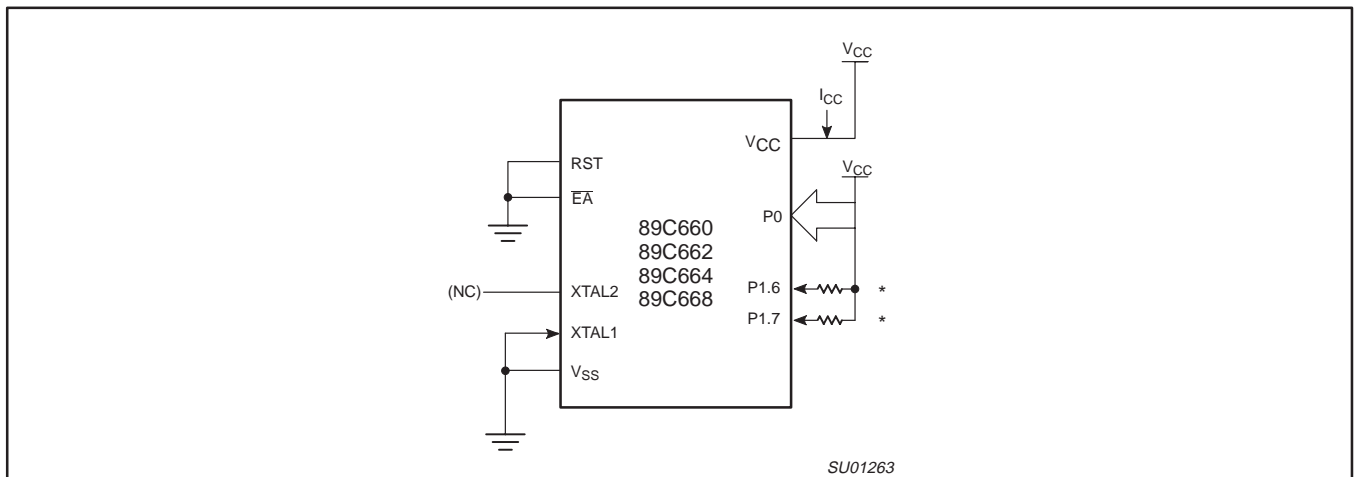 VCC
ICC
VCC
RST
EA
VCC
P0
89C660
89C662
89C664
89C668
(NC)
XTAL2
P1.6
*
P1.7
*
XTAL1
VSS
SU01263